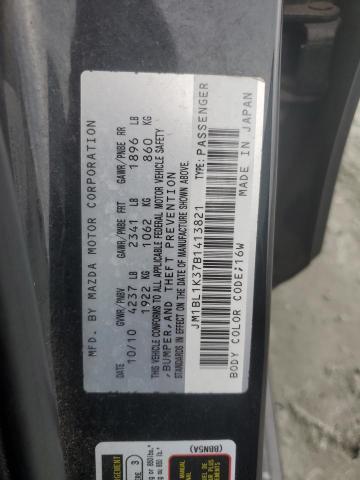 MFD. BY MAZDA MOTOR CORPORATION
DATE GVWR/PNBV GAWR/PNBE FRT GAWR/PNBE RR
10/10 4237 LB 2341 LB 1896 LB
1922 KG 1062 KG 860 KG
THIS VEHICLE CONFORMS TO ALL APPLICABLE FEDERAL MOTOR VEHICLE SAFETY
,BUMPER,AND THEFT PREVENTION
STANDARDS IN EFFECT ON THE DATE OF MANUFACTURE SHOWN ABOVE.
JM1BL1K37B1413821 TYPE:PASSENGER
BODY COLOR CODE;16W MADE IN JAPAN
(BBN5A)
MANUAL